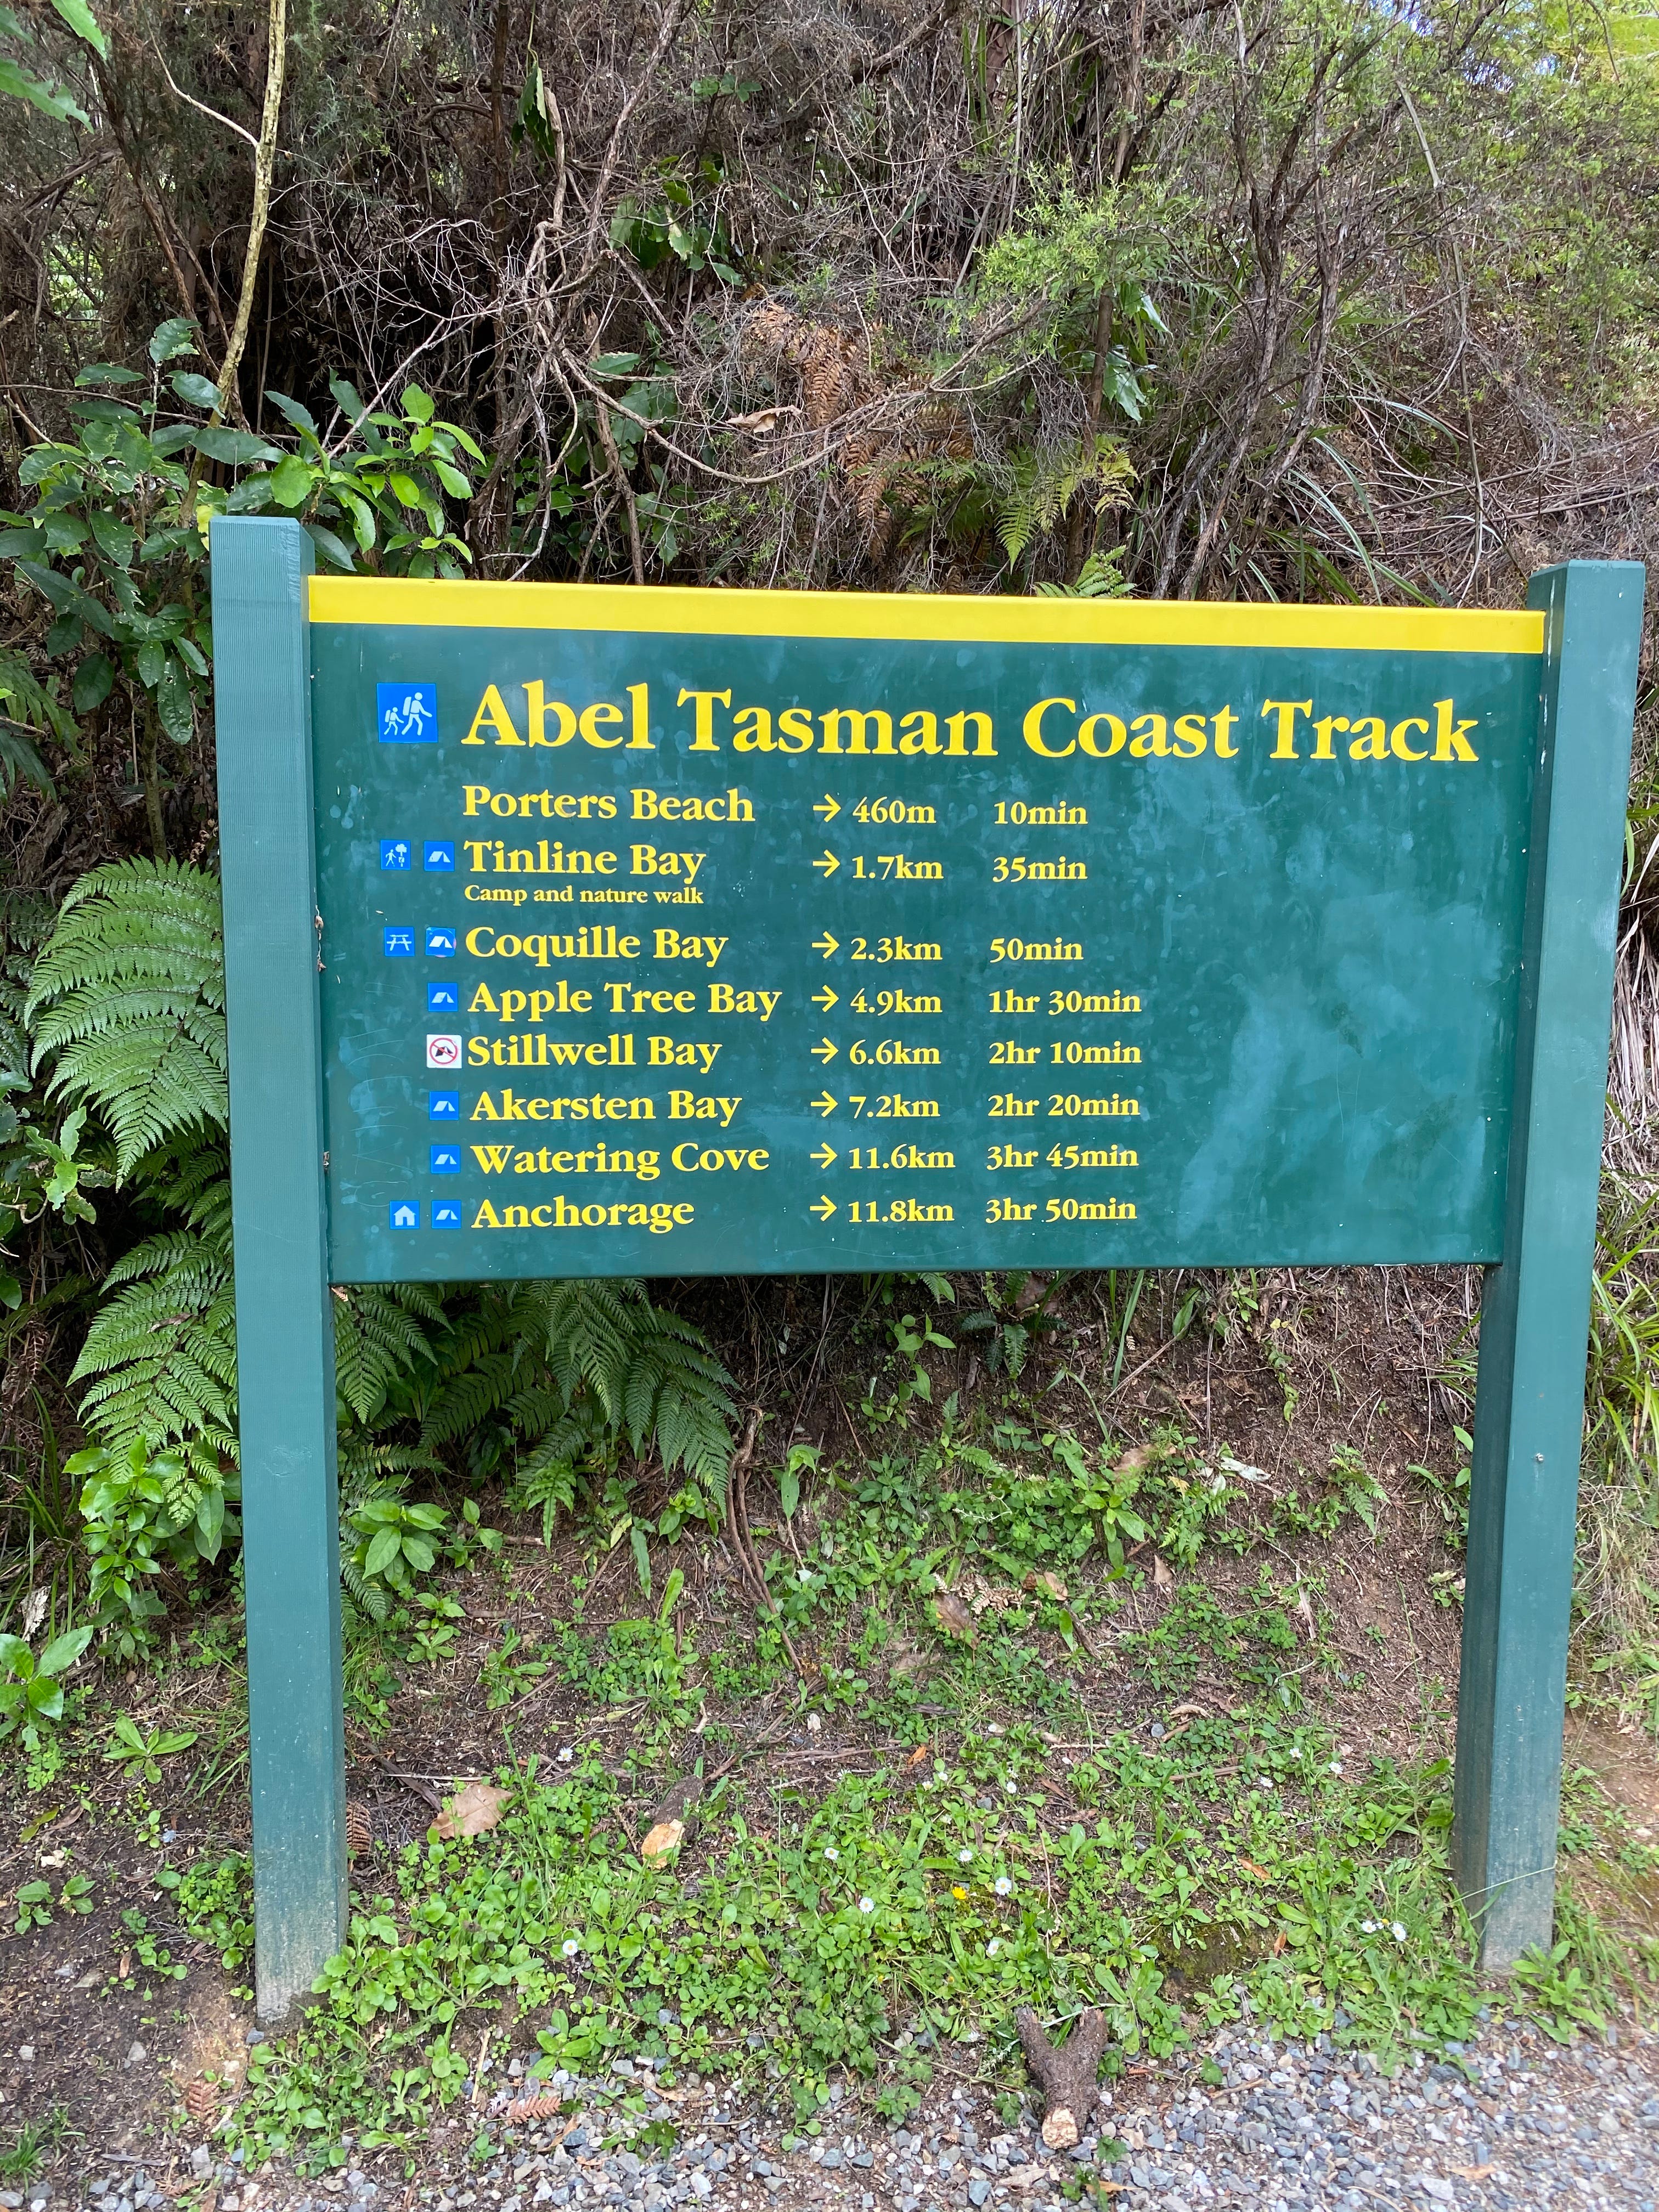 Abel Tasman Coast Track
Porters Beach → 460m 10min
Tinline Bay → 1.7km 35min
Camp and nature walk
Coquille Bay → 2.3km 50min
Apple Tree Bay → 4.9km 1hr 30min
Stillwell Bay → 6.6km 2hr 10min
Akersten Bay → 7.2km 2hr 20min
Watering Cove → 11.6km 3hr 45min
Anchorage → 11.8km 3hr 50min